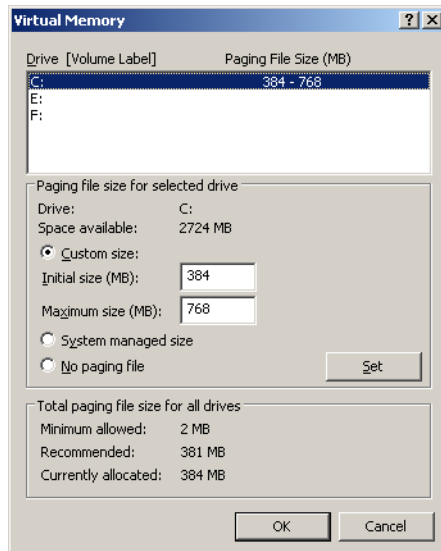 Virtual Memory
Drive [Volume Label] Paging File Size (MB)
C: 384 - 768
E:
F:
Paging file size for selected drive
Drive: C:
Space available: 2724 MB
Custom size:
Initial size (MB): 384
Maximum size (MB): 768
System managed size
No paging file
Set
Total paging file size for all drives
Minimum allowed: 2 MB
Recommended: 381 MB
Currently allocated: 384 MB
OK Cancel